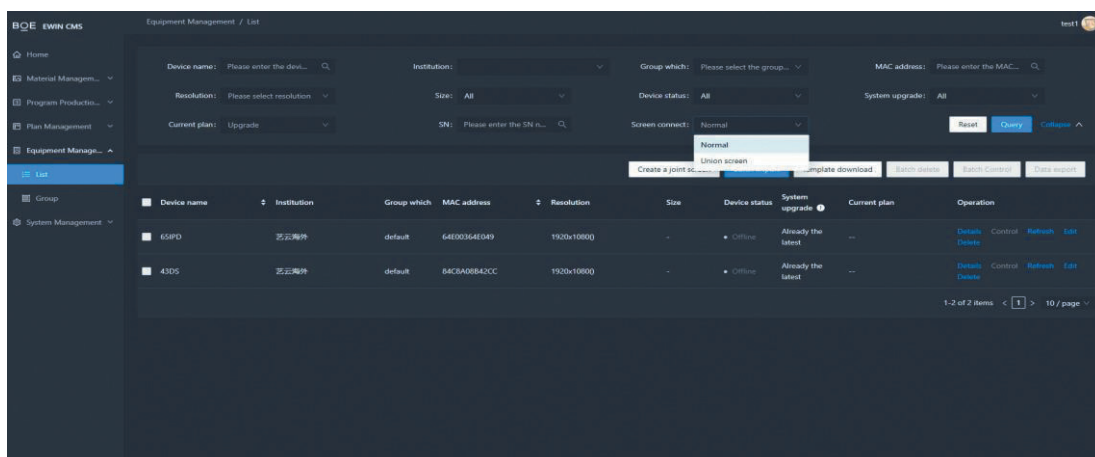 BOE EWIN CMS
Equipment Management / List
test1
Home
Material Managem...
Program Productio...
Plan Management
Equipment Manage...
List
Group
System Management
Device name: Please enter the devi...
Institution:
Group which: Please select the group...
MAC address: Please enter the MAC...
Resolution: Please select resolution
Size: All
Device status: All
System upgrade: All
Current plan: Upgrade
SN: Please enter the SN n...
Screen connect: Normal
Reset Query Collapse
Normal
Union screen
Create a joint sc
emplate download Batch delete Batch Control Data export
Device name Institution Group which MAC address Resolution Size Device status System upgrade Current plan Operation
65IPD 艺云海外 default 64E00364E049 1920x1080() - Offline Already the latest -- Details Control Refresh Edit Delete
43DS 艺云海外 default 84C8A08B42CC 1920x1080() - Offline Already the latest -- Details Control Refresh Edit Delete
1-2 of 2 items < 1 > 10 / page